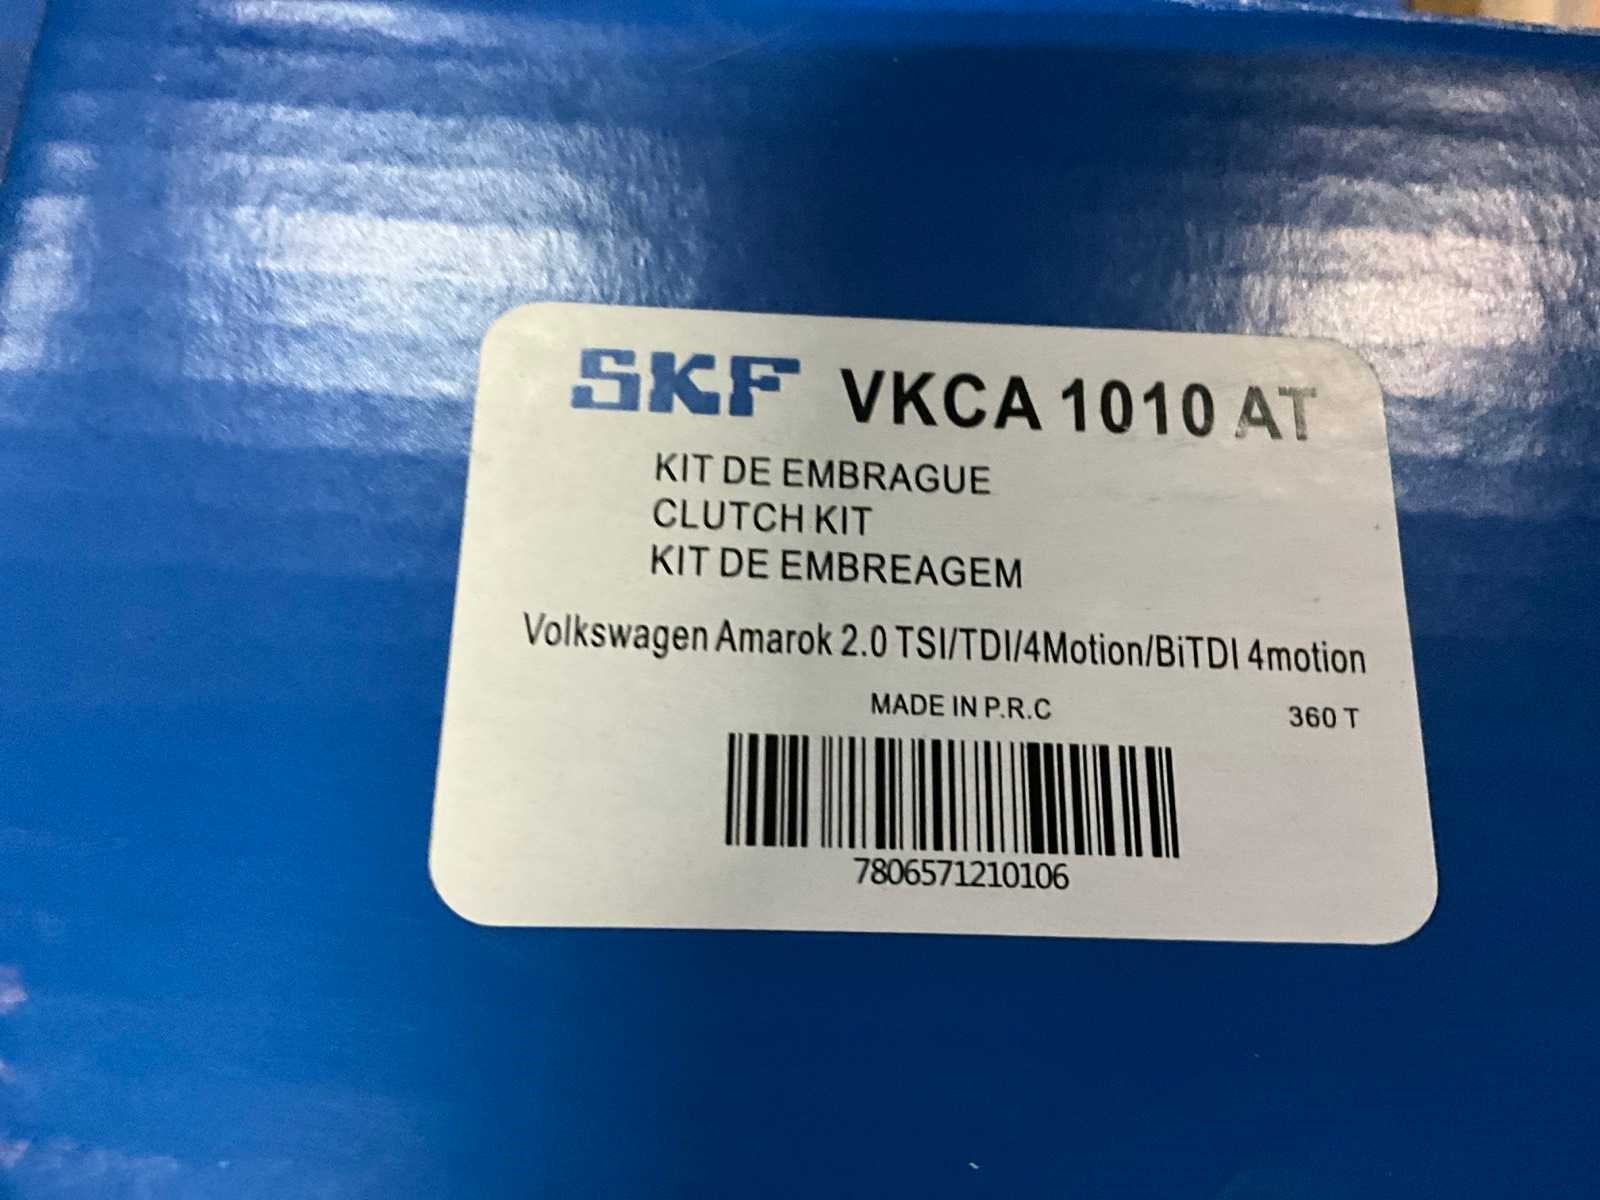 SKF VKCA 1010 AT
KIT DE EMBRAGUE
CLUTCH KIT
KIT DE EMBREAGEM
Volkswagen Amarok 2.0 TSI/TDI/4Motion/BiTDI 4motion
MADE IN P.R.C 360 T
7806571210106